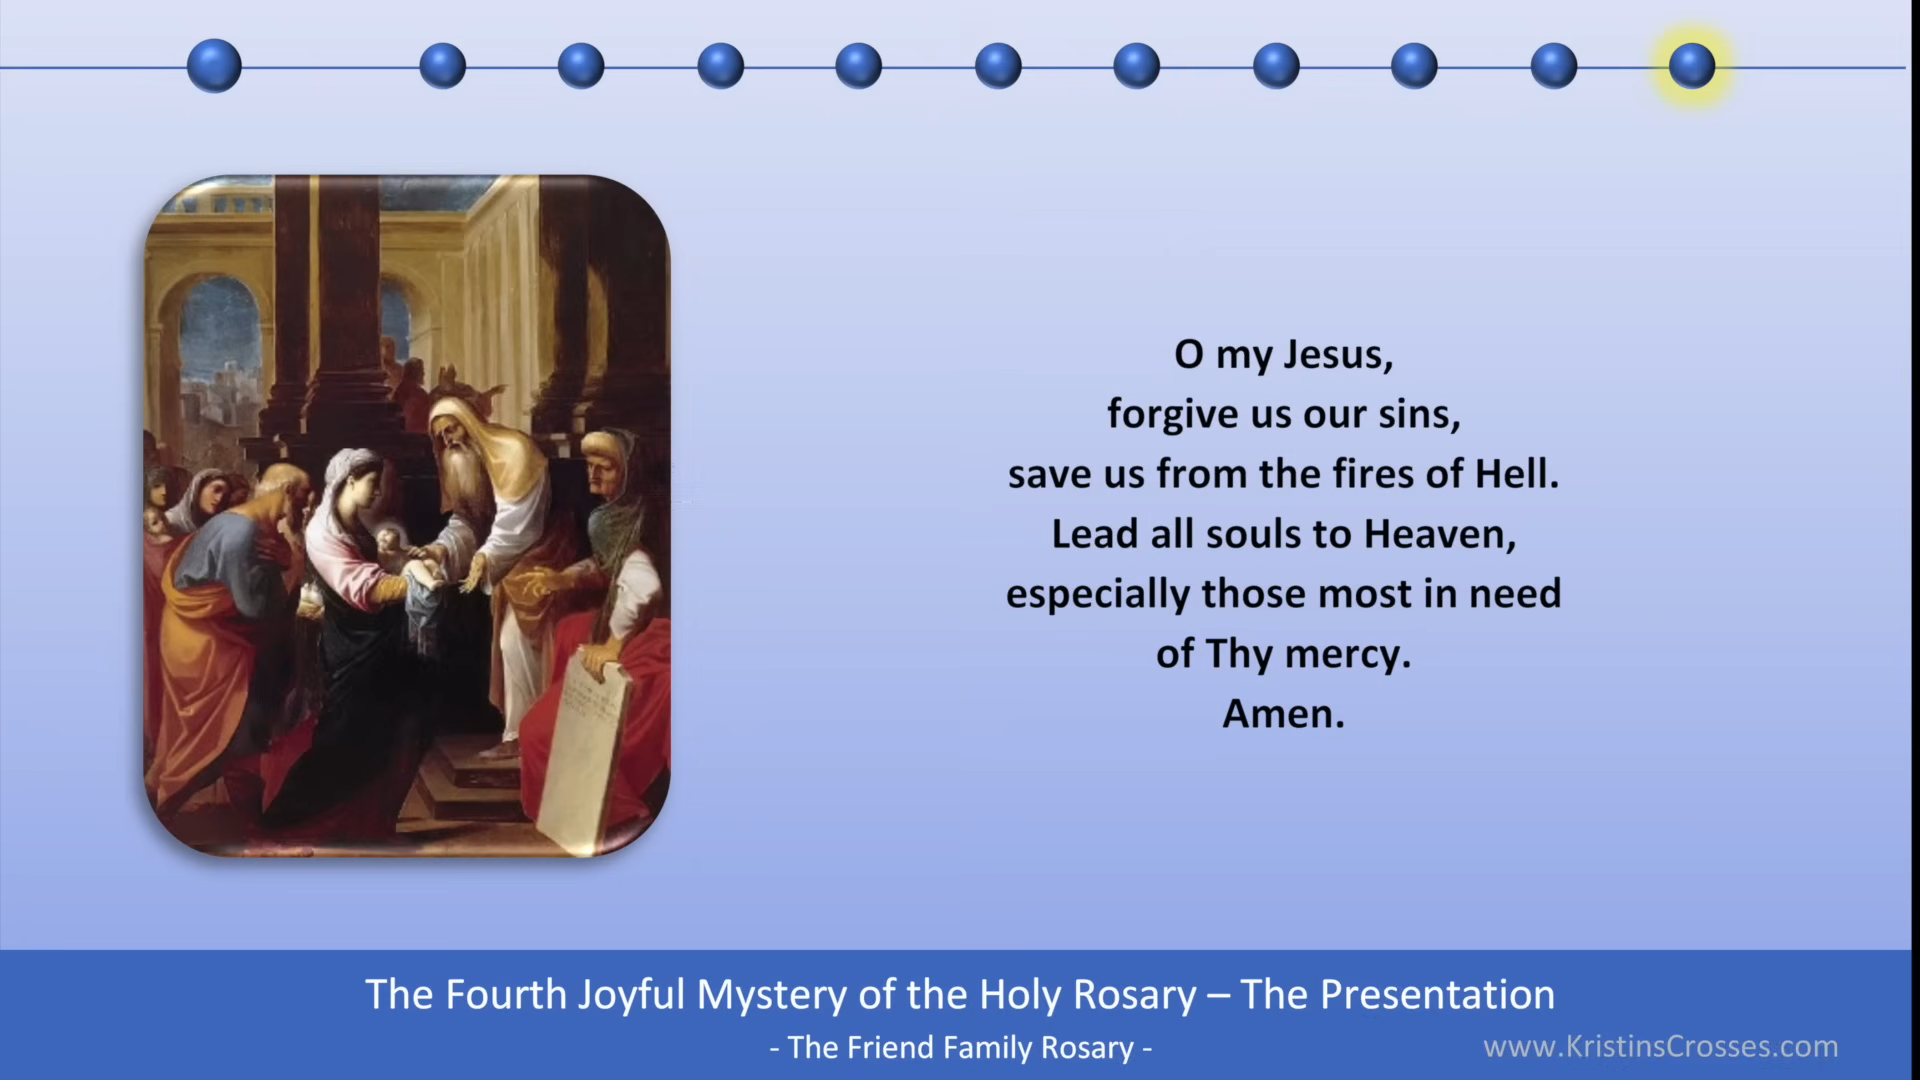 O my Jesus,
forgive us our sins,
save us from the fires of Hell.
Lead all souls to Heaven,
especially those most in need
of Thy mercy.
Amen.
The Fourth Joyful Mystery of the Holy Rosary – The Presentation
- The Friend Family Rosary -
www.KristinsCrosses.com